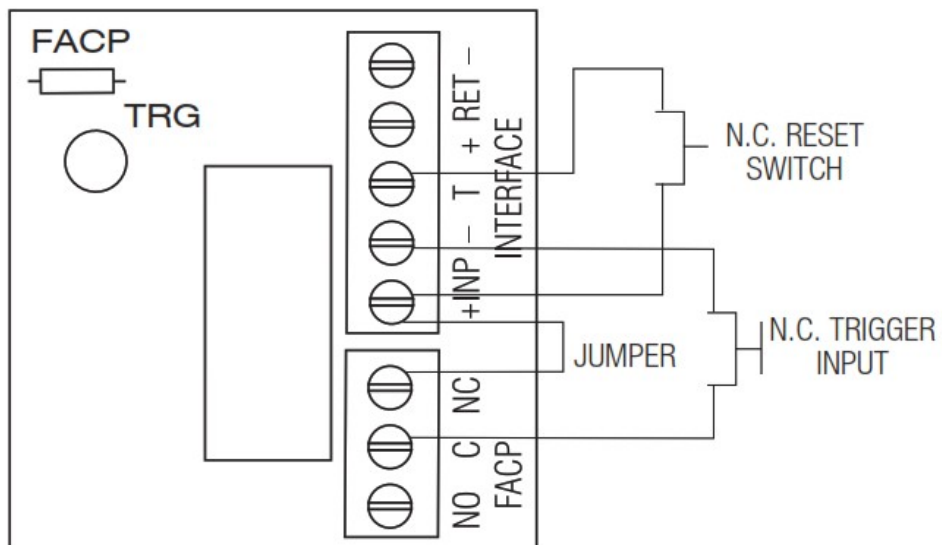 FACP
TRG
+ INP - T + RET -
INTERFACE
NO C NC
FACP
N.C. RESET
SWITCH
JUMPER
N.C. TRIGGER
INPUT